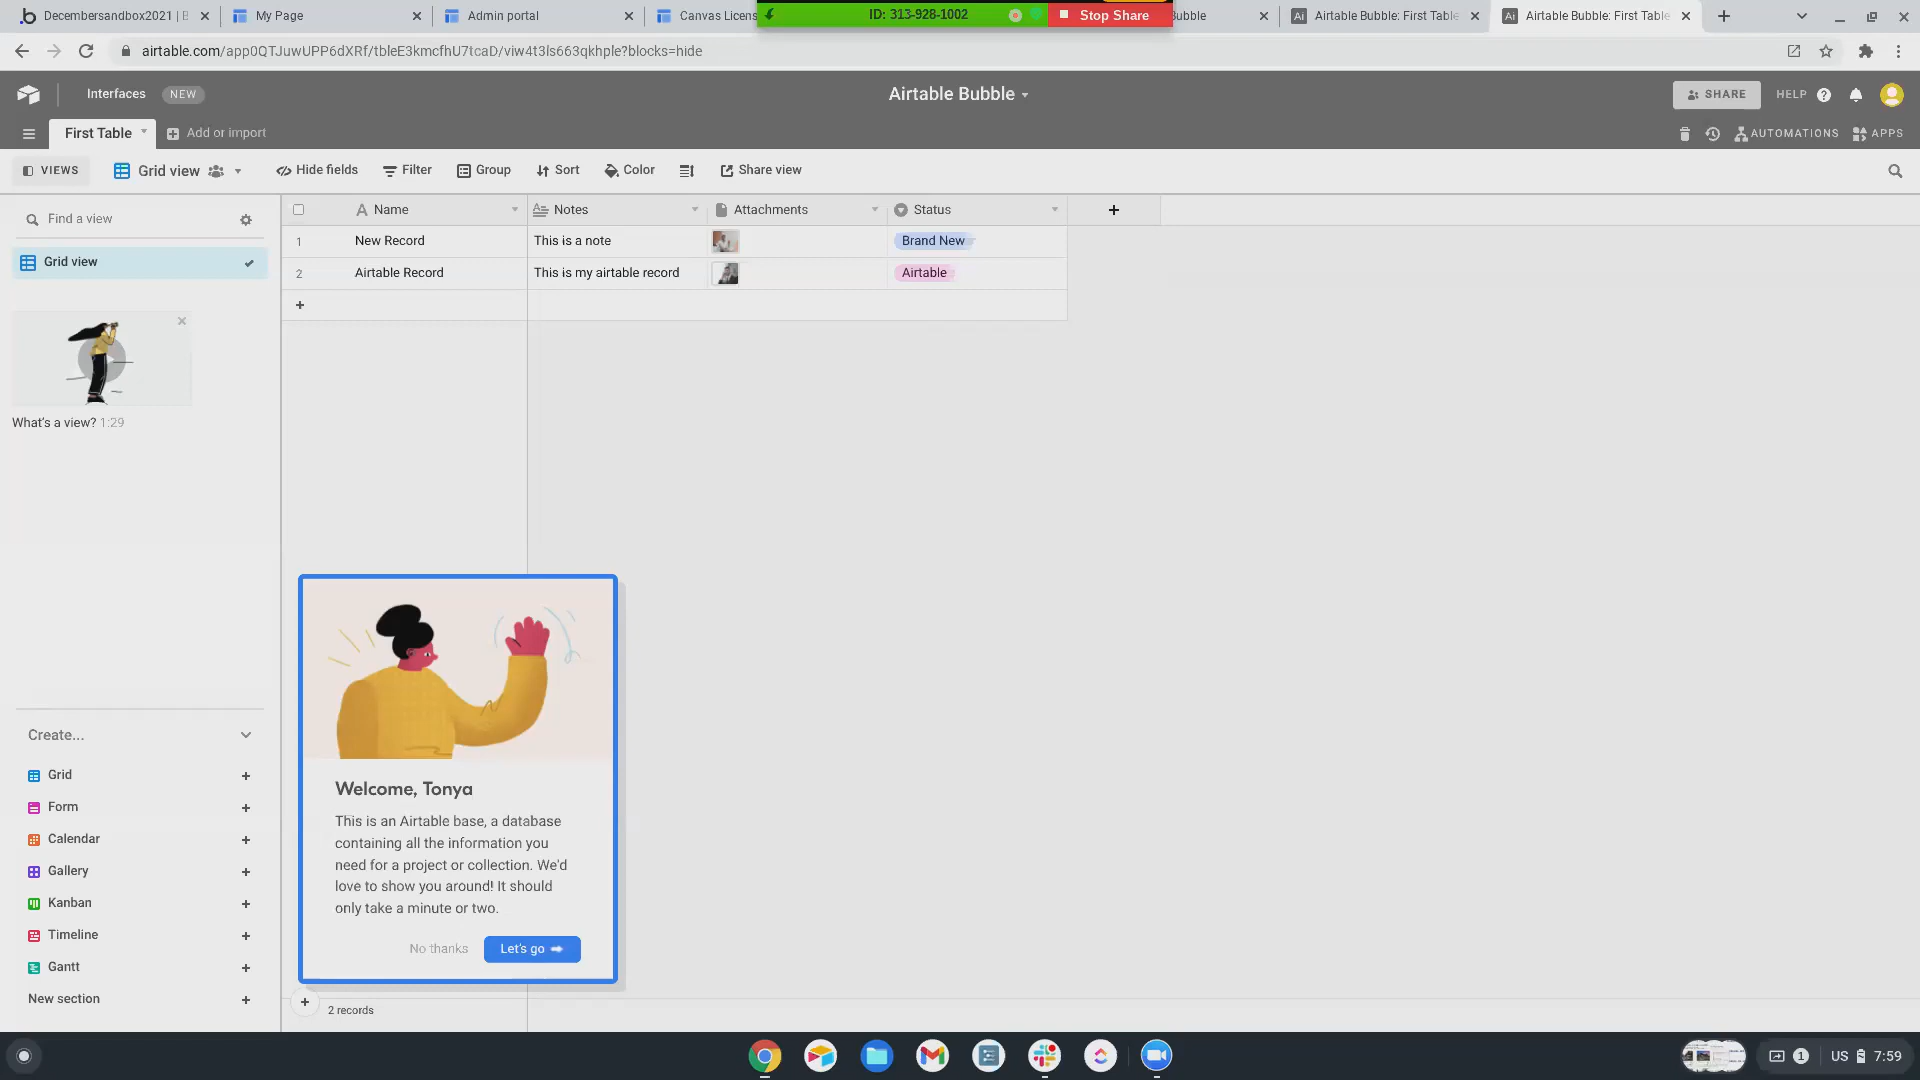 Decembersandbox2021 | B
My Page
Admin portal
Canvas Licens
ID: 313-928-1002
Stop Share
ubble
Airtable Bubble: First Table
Airtable Bubble: First Table
airtable.com/app0QTJuwUPP6dXRf/tbleE3kmcfhU7tcaD/viw4t3ls663qkhple?blocks=hide
Interfaces
NEW
Airtable Bubble
SHARE
HELP
First Table
Add or import
AUTOMATIONS
APPS
VIEWS
Grid view
Hide fields
Filter
Group
Sort
Color
Share view
Find a view
Name
Notes
Attachments
Status
Grid view
1
New Record
This is a note
Brand New
2
Airtable Record
This is my airtable record
Airtable
What's a view? 1:29
Create...
Grid
Form
Calendar
Gallery
Kanban
Timeline
Gantt
New section
Welcome, Tonya
This is an Airtable base, a database
containing all the information you
need for a project or collection. We'd
love to show you around! It should
only take a minute or two.
No thanks
Let's go
2 records
1
US
7:59